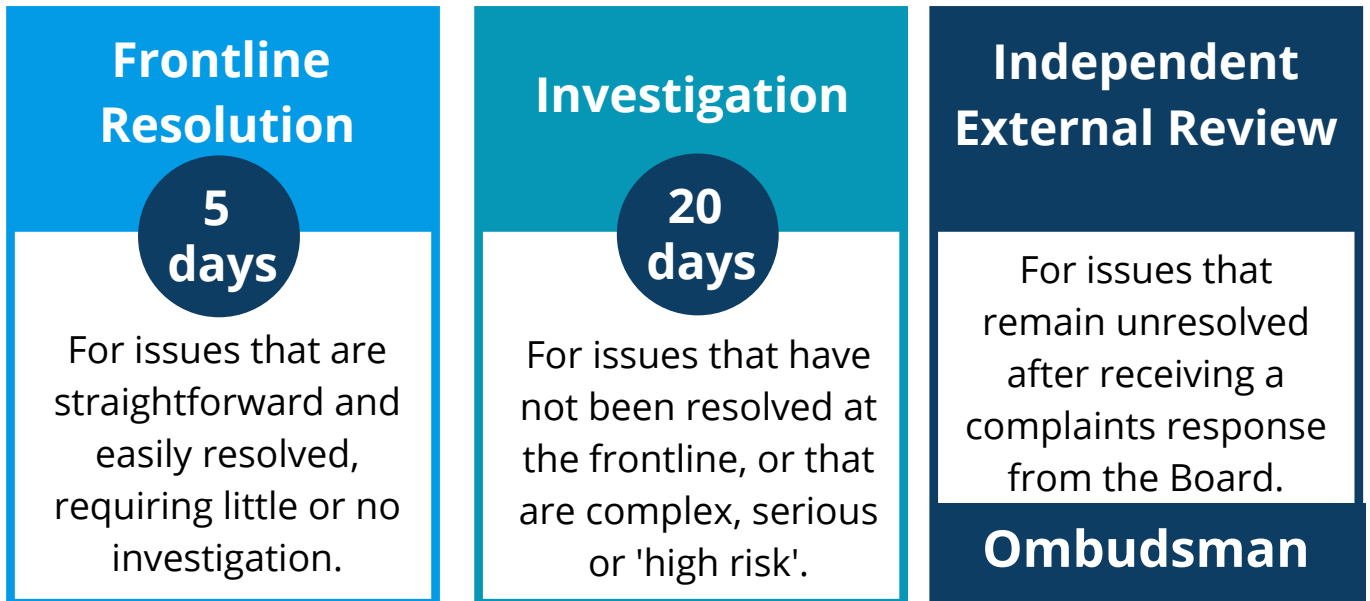 Frontline
Resolution
5
days
For issues that are
straightforward and
easily resolved,
requiring little or no
investigation.
Investigation
20
days
For issues that have
not been resolved at
the frontline, or that
are complex, serious
or 'high risk'.
Independent
External Review
For issues that
remain unresolved
after receiving a
complaints response
from the Board.
Ombudsman